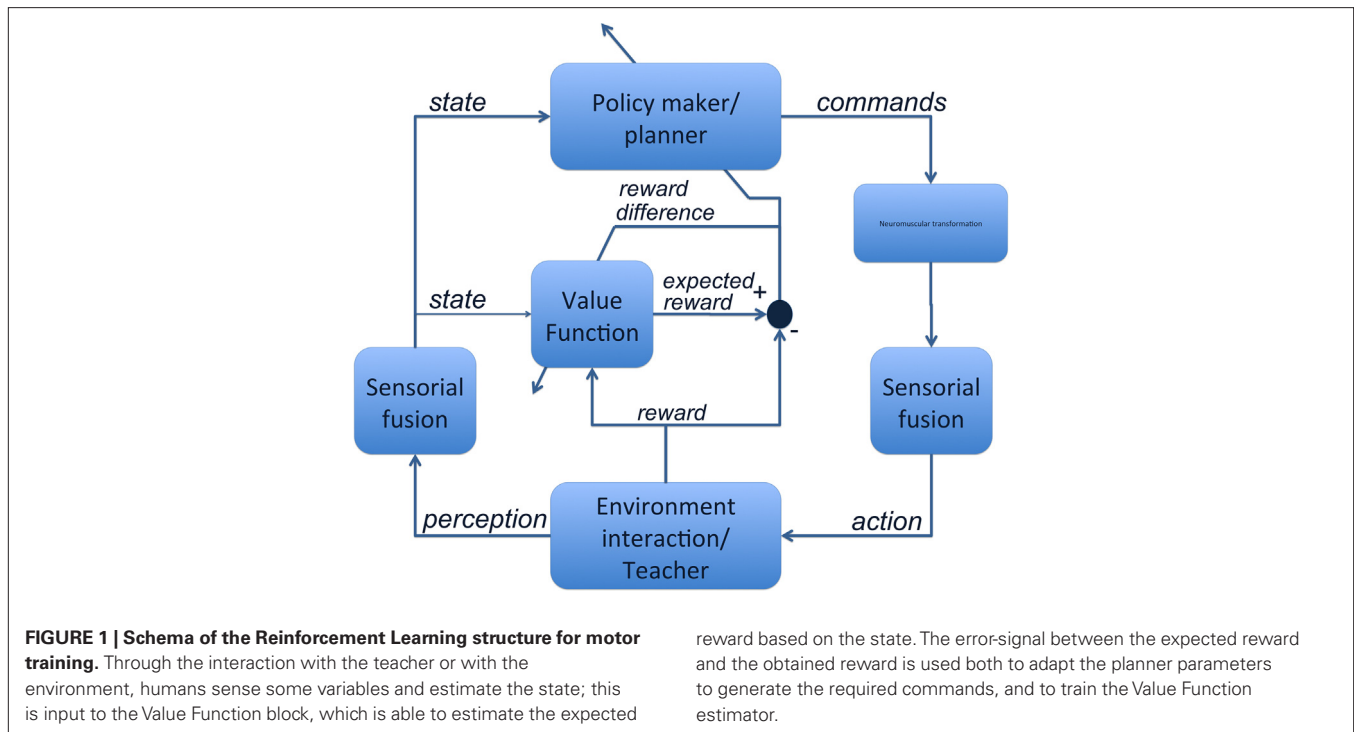 state
Policy maker/
planner
commands
reward
difference
Neuromuscular transformation
state
Value
Function
expected
reward
+
-
Sensorial
fusion
reward
Sensorial
fusion
perception
Environment
interaction/
Teacher
action
FIGURE 1 | Schema of the Reinforcement Learning structure for motor
training. Through the interaction with the teacher or with the
environment, humans sense some variables and estimate the state; this
is input to the Value Function block, which is able to estimate the expected
reward based on the state. The error-signal between the expected reward
and the obtained reward is used both to adapt the planner parameters
to generate the required commands, and to train the Value Function
estimator.